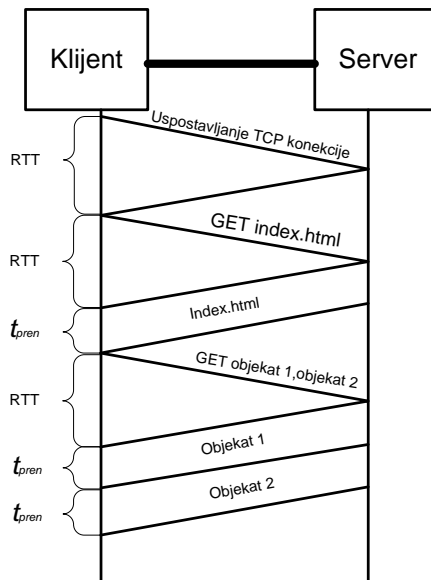 Klijent
Server
Uspostavljanje TCP konekcije
RTT
GET index.html
RTT
Index.html
tpren
GET objekat 1,objekat 2
RTT
Objekat 1
tpren
Objekat 2
tpren